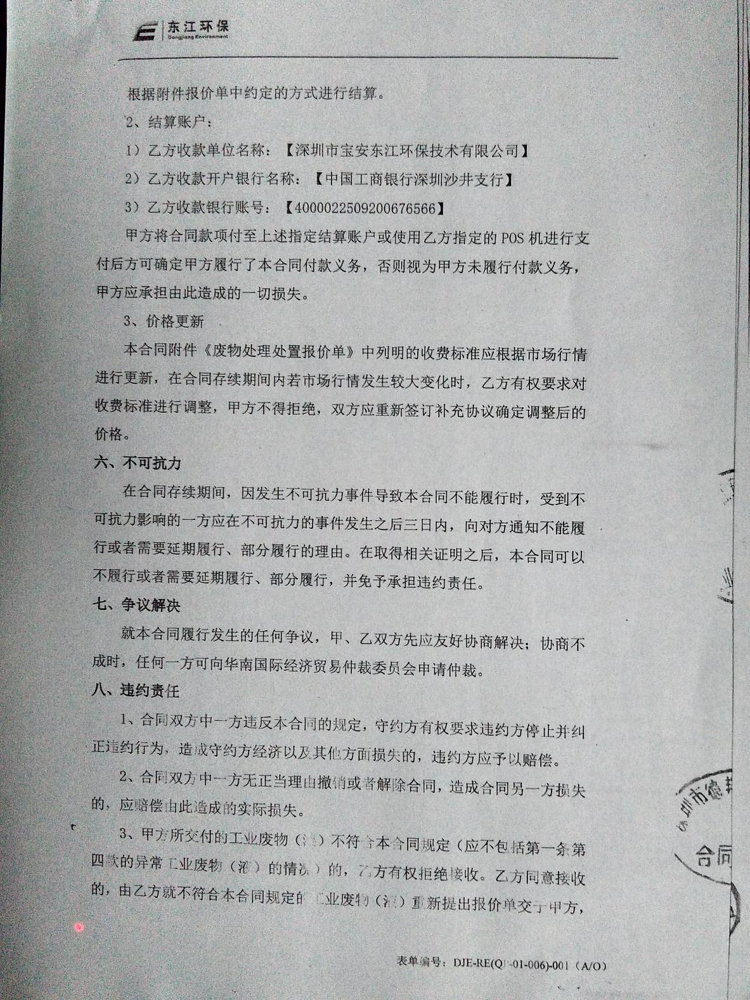 东江环保
Dongjiang Environment
根据附件报价单中约定的方式进行结算。
2、结算账户：
1）乙方收款单位名称：【深圳市宝安东江环保技术有限公司】
2）乙方收款开户银行名称：【中国工商银行深圳沙井支行】
3）乙方收款银行账号：【4000022509200676566】
甲方将合同款项付至上述指定结算账户或使用乙方指定的 POS 机进行支
付后方可确定甲方履行了本合同付款义务，否则视为甲方未履行付款义务，
甲方应承担由此造成的一切损失。
3、价格更新
本合同附件《废物处理处置报价单》中列明的收费标准应根据市场行情
进行更新，在合同存续期间内若市场行情发生较大变化时，乙方有权要求对
收费标准进行调整，甲方不得拒绝，双方应重新签订补充协议确定调整后的
价格。
六、不可抗力
在合同存续期间，因发生不可抗力事件导致本合同不能履行时，受到不
可抗力影响的一方应在不可抗力的事件发生之后三日内，向对方通知不能履
行或者需要延期履行、部分履行的理由。在取得相关证明之后，本合同可以
不履行或者需要延期履行、部分履行，并免予承担违约责任。
七、争议解决
就本合同履行发生的任何争议，甲、乙双方先应友好协商解决；协商不
成时，任何一方可向华南国际经济贸易仲裁委员会申请仲裁。
八、违约责任
1、合同双方中一方违反本合同的规定，守约方有权要求违约方停止并纠
正违约行为，造成守约方经济以及其他方面损失的，违约方应予以赔偿。
2、合同双方中一方无正当理由撤销或者解除合同，造成合同另一方损失
的，应赔偿由此造成的实际损失。
3、甲方所交付的工业废物（液）不符合本合同规定（应不包括第一条第
四款的异常工业废物（液）的情况）的，乙方有权拒绝接收。乙方同意接收
的，由乙方就不符合本合同规定的工业废物（液）重新提出报价单交于甲方，
圳市德
合同
表单编号：DJE-RE(QP-01-006)-001（A/O）